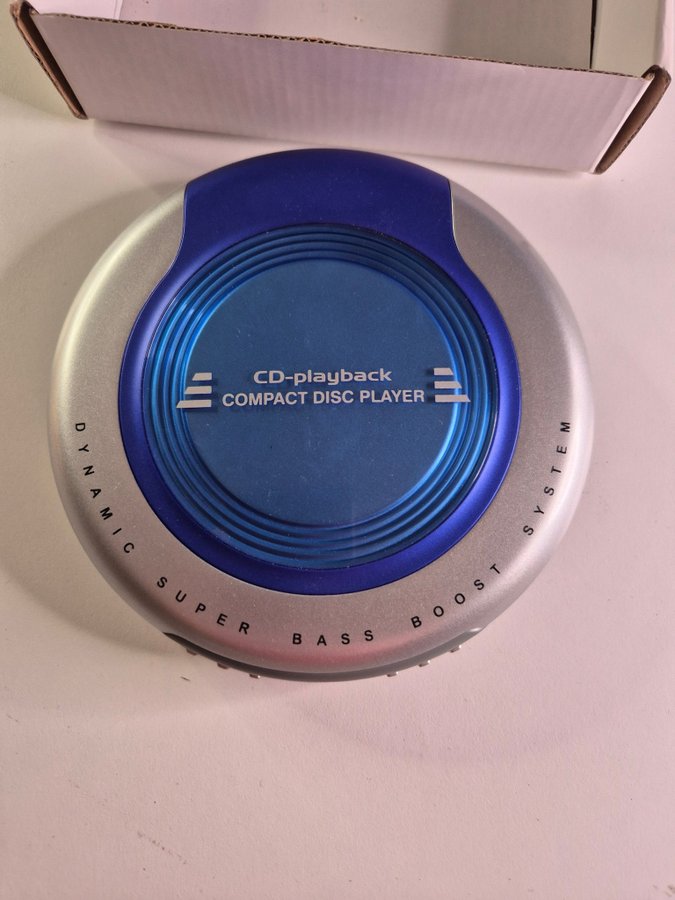 CD-playback
COMPACT DISC PLAYER
DYNAMIC SUPER BASS BOOST SYSTEM